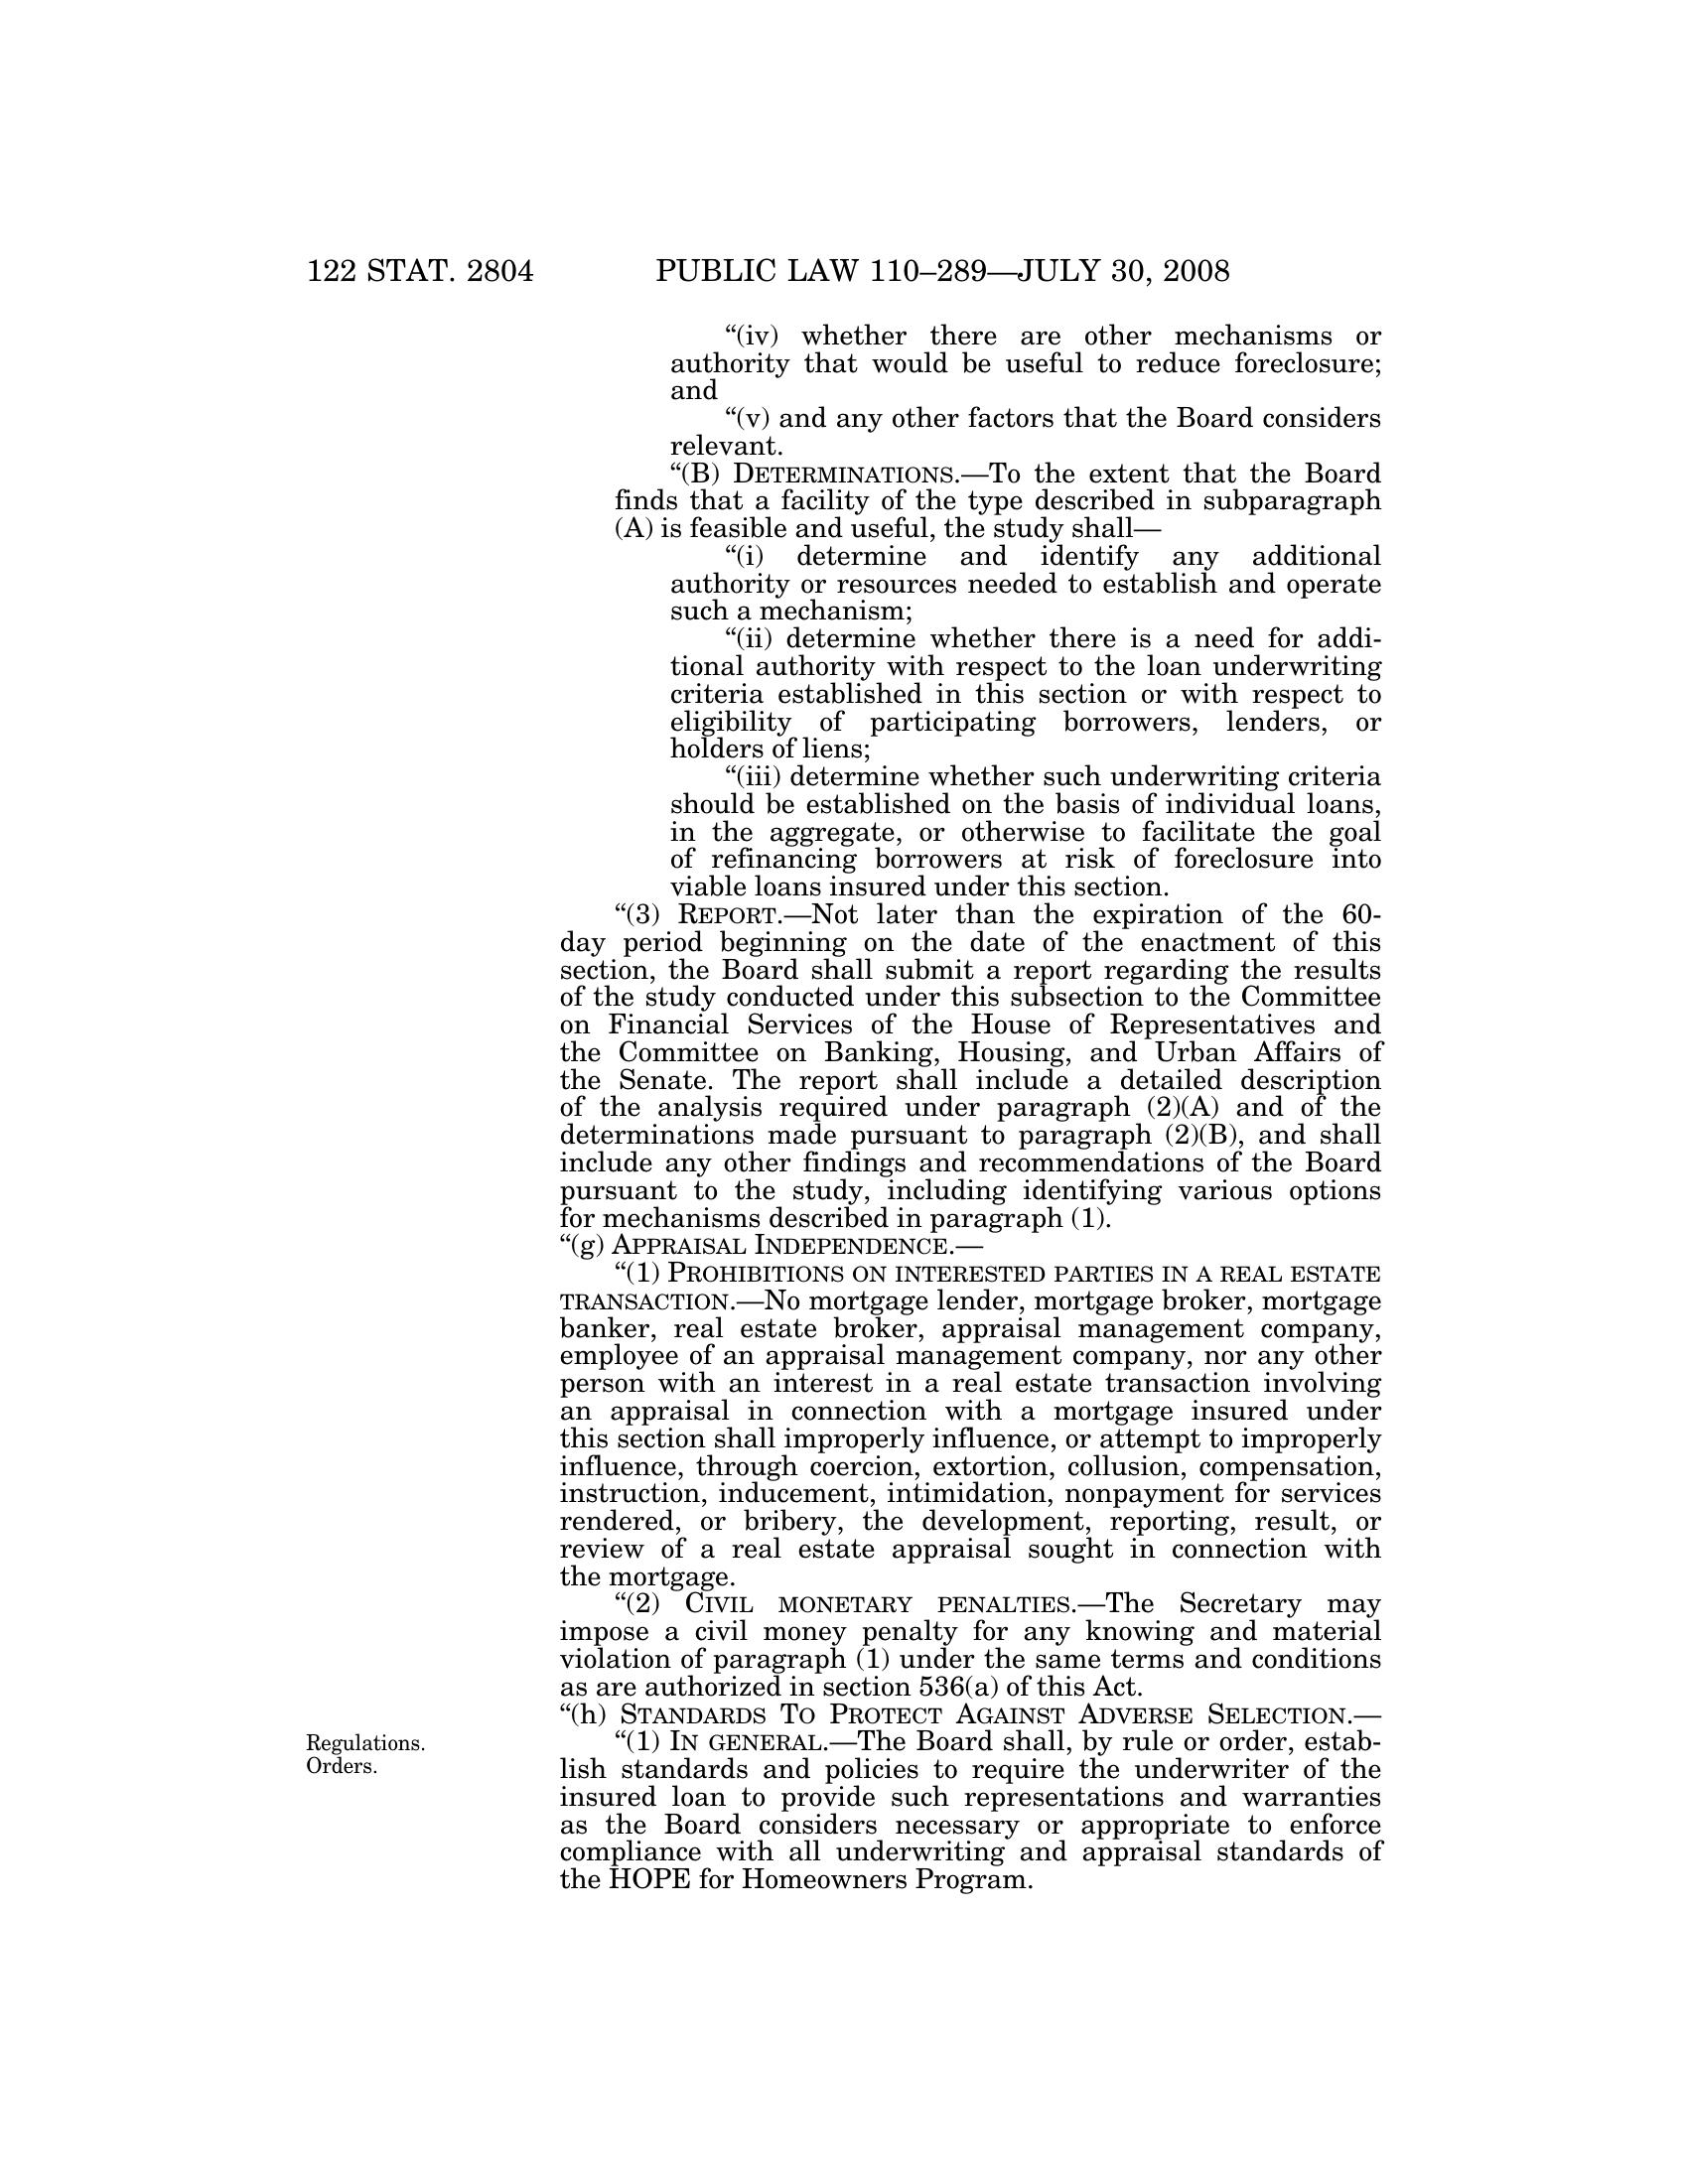 122 STAT. 2804 PUBLIC LAW 110–289—JULY 30, 2008
“(iv) whether there are other mechanisms or
authority that would be useful to reduce foreclosure;
and
“(v) and any other factors that the Board considers
relevant.
“(B) DETERMINATIONS.—To the extent that the Board
finds that a facility of the type described in subparagraph
(A) is feasible and useful, the study shall—
“(i) determine and identify any additional
authority or resources needed to establish and operate
such a mechanism;
“(ii) determine whether there is a need for addi-
tional authority with respect to the loan underwriting
criteria established in this section or with respect to
eligibility of participating borrowers, lenders, or
holders of liens;
“(iii) determine whether such underwriting criteria
should be established on the basis of individual loans,
in the aggregate, or otherwise to facilitate the goal
of refinancing borrowers at risk of foreclosure into
viable loans insured under this section.
“(3) REPORT.—Not later than the expiration of the 60-
day period beginning on the date of the enactment of this
section, the Board shall submit a report regarding the results
of the study conducted under this subsection to the Committee
on Financial Services of the House of Representatives and
the Committee on Banking, Housing, and Urban Affairs of
the Senate. The report shall include a detailed description
of the analysis required under paragraph (2)(A) and of the
determinations made pursuant to paragraph (2)(B), and shall
include any other findings and recommendations of the Board
pursuant to the study, including identifying various options
for mechanisms described in paragraph (1).
“(g) APPRAISAL INDEPENDENCE.—
“(1) PROHIBITIONS ON INTERESTED PARTIES IN A REAL ESTATE
TRANSACTION.—No mortgage lender, mortgage broker, mortgage
banker, real estate broker, appraisal management company,
employee of an appraisal management company, nor any other
person with an interest in a real estate transaction involving
an appraisal in connection with a mortgage insured under
this section shall improperly influence, or attempt to improperly
influence, through coercion, extortion, collusion, compensation,
instruction, inducement, intimidation, nonpayment for services
rendered, or bribery, the development, reporting, result, or
review of a real estate appraisal sought in connection with
the mortgage.
“(2) CIVIL MONETARY PENALTIES.—The Secretary may
impose a civil money penalty for any knowing and material
violation of paragraph (1) under the same terms and conditions
as are authorized in section 536(a) of this Act.
“(h) STANDARDS TO PROTECT AGAINST ADVERSE SELECTION.—
Regulations.
Orders.
“(1) IN GENERAL.—The Board shall, by rule or order, estab-
lish standards and policies to require the underwriter of the
insured loan to provide such representations and warranties
as the Board considers necessary or appropriate to enforce
compliance with all underwriting and appraisal standards of
the HOPE for Homeowners Program.